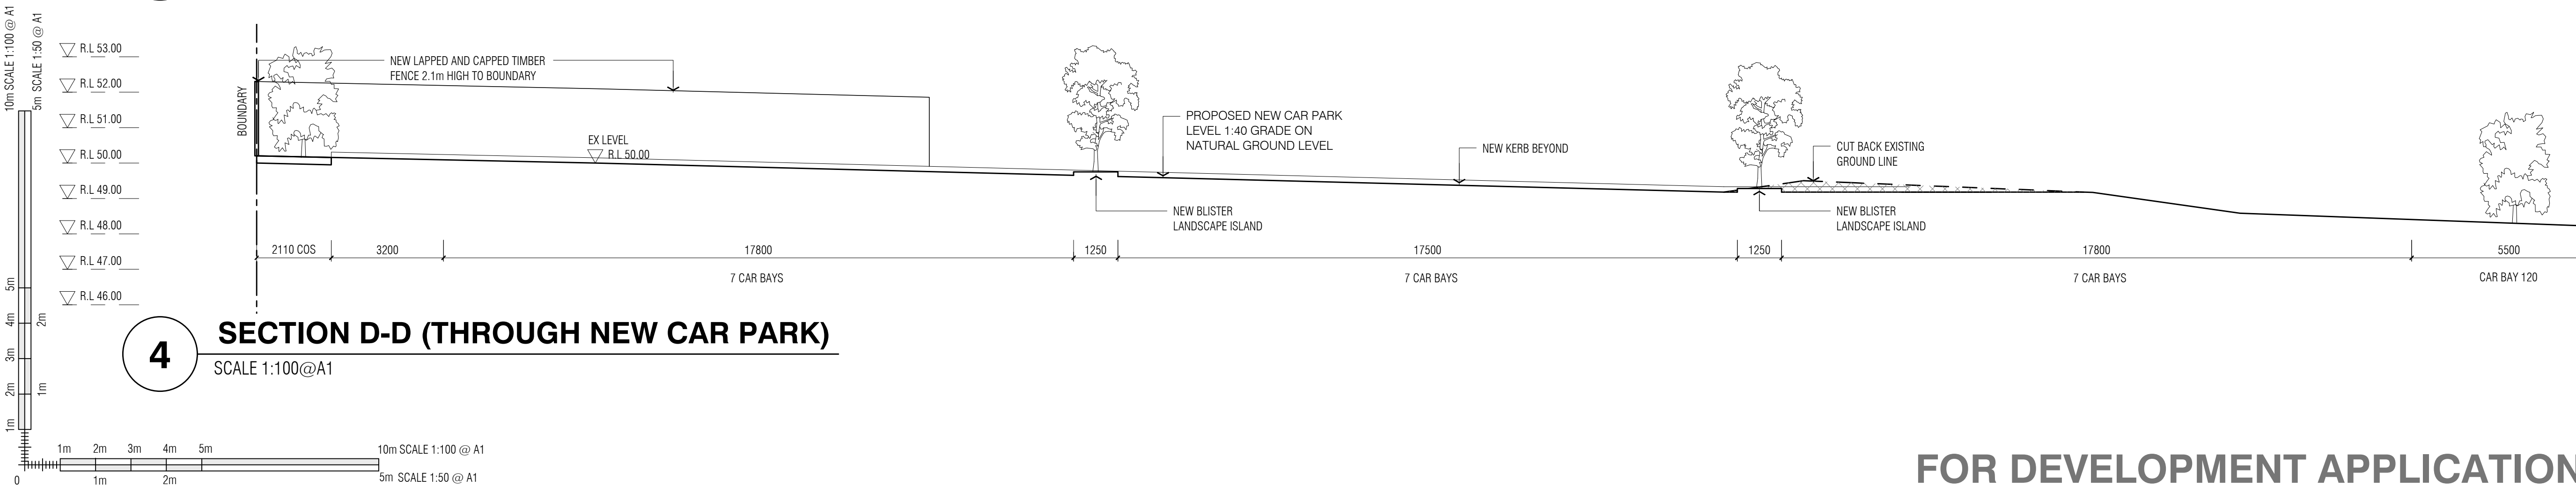 10m SCALE 1:100 @ A1
5m SCALE 1:50 @ A1
R.L 53.00
R.L 52.00
R.L 51.00
R.L 50.00
R.L 49.00
R.L 48.00
R.L 47.00
R.L 46.00
BOUNDARY
NEW LAPPED AND CAPPED TIMBER
FENCE 2.1m HIGH TO BOUNDARY
EX LEVEL
R.L 50.00
PROPOSED NEW CAR PARK
LEVEL 1:40 GRADE ON
NATURAL GROUND LEVEL
NEW KERB BEYOND
CUT BACK EXISTING
GROUND LINE
NEW BLISTER
LANDSCAPE ISLAND
NEW BLISTER
LANDSCAPE ISLAND
2110 COS
3200
17800
1250
17500
1250
17800
5500
7 CAR BAYS
7 CAR BAYS
7 CAR BAYS
CAR BAY 120
5m
4m
3m
2m
1m
2m
1m
4
SECTION D-D (THROUGH NEW CAR PARK)
SCALE 1:100@A1
1m 2m 3m 4m 5m 10m SCALE 1:100 @ A1
0 1m 2m 5m SCALE 1:50 @ A1
FOR DEVELOPMENT APPLICATION